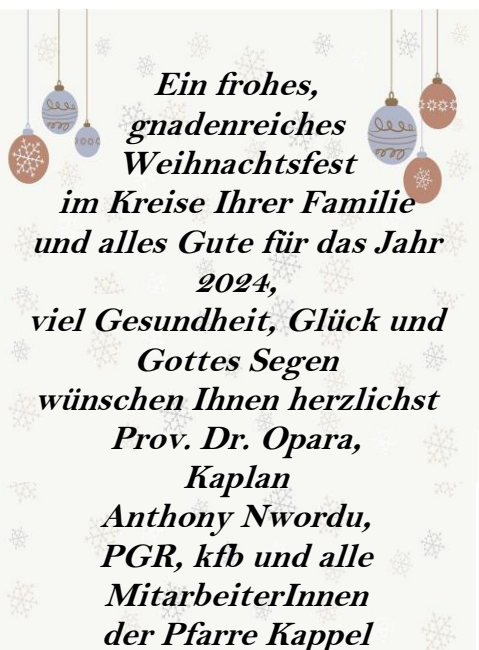 Ein frohes,
gnadenreiches
Weihnachtsfest
im Kreise Ihrer Familie
und alles Gute für das Jahr
2024,
viel Gesundheit, Glück und
Gottes Segen
wünschen Ihnen herzlichst
Prov. Dr. Opara,
Kaplan
Anthony Nwordu,
PGR, kfb und alle
MitarbeiterInnen
der Pfarre Kappel